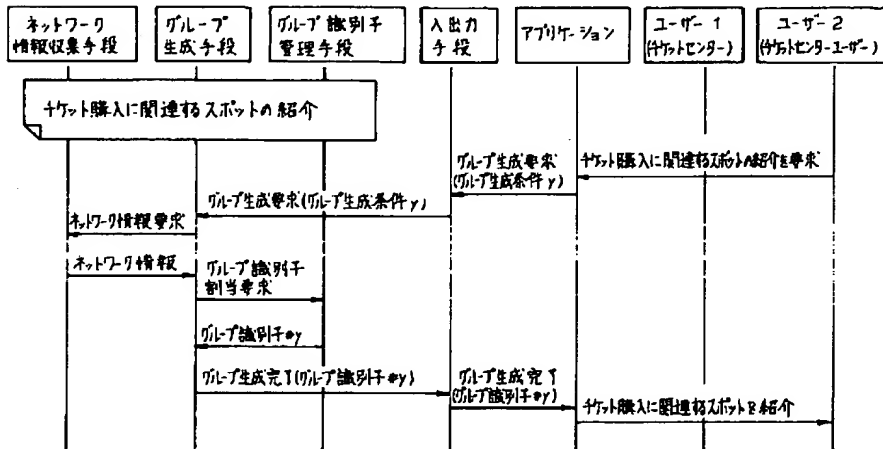 ネットワーク
情報収集手段
グループ
生成手段
グループ識別子
管理手段
入出力
手段
アプリケーション
ユーザー1
(チケットセンター)
ユーザー2
(チケットセンターユーザー)
チケット購入に関連するスポットの紹介
チケット購入に関連するスポットの紹介を要求
グループ生成要求
(グループ生成条件y)
グループ生成要求(グループ生成条件y)
ネットワーク情報要求
ネットワーク情報
グループ識別子
割当要求
グループ識別子#y
グループ生成完了(グループ識別子#y)
グループ生成完了
(グループ識別子#y)
チケット購入に関連するスポットを紹介